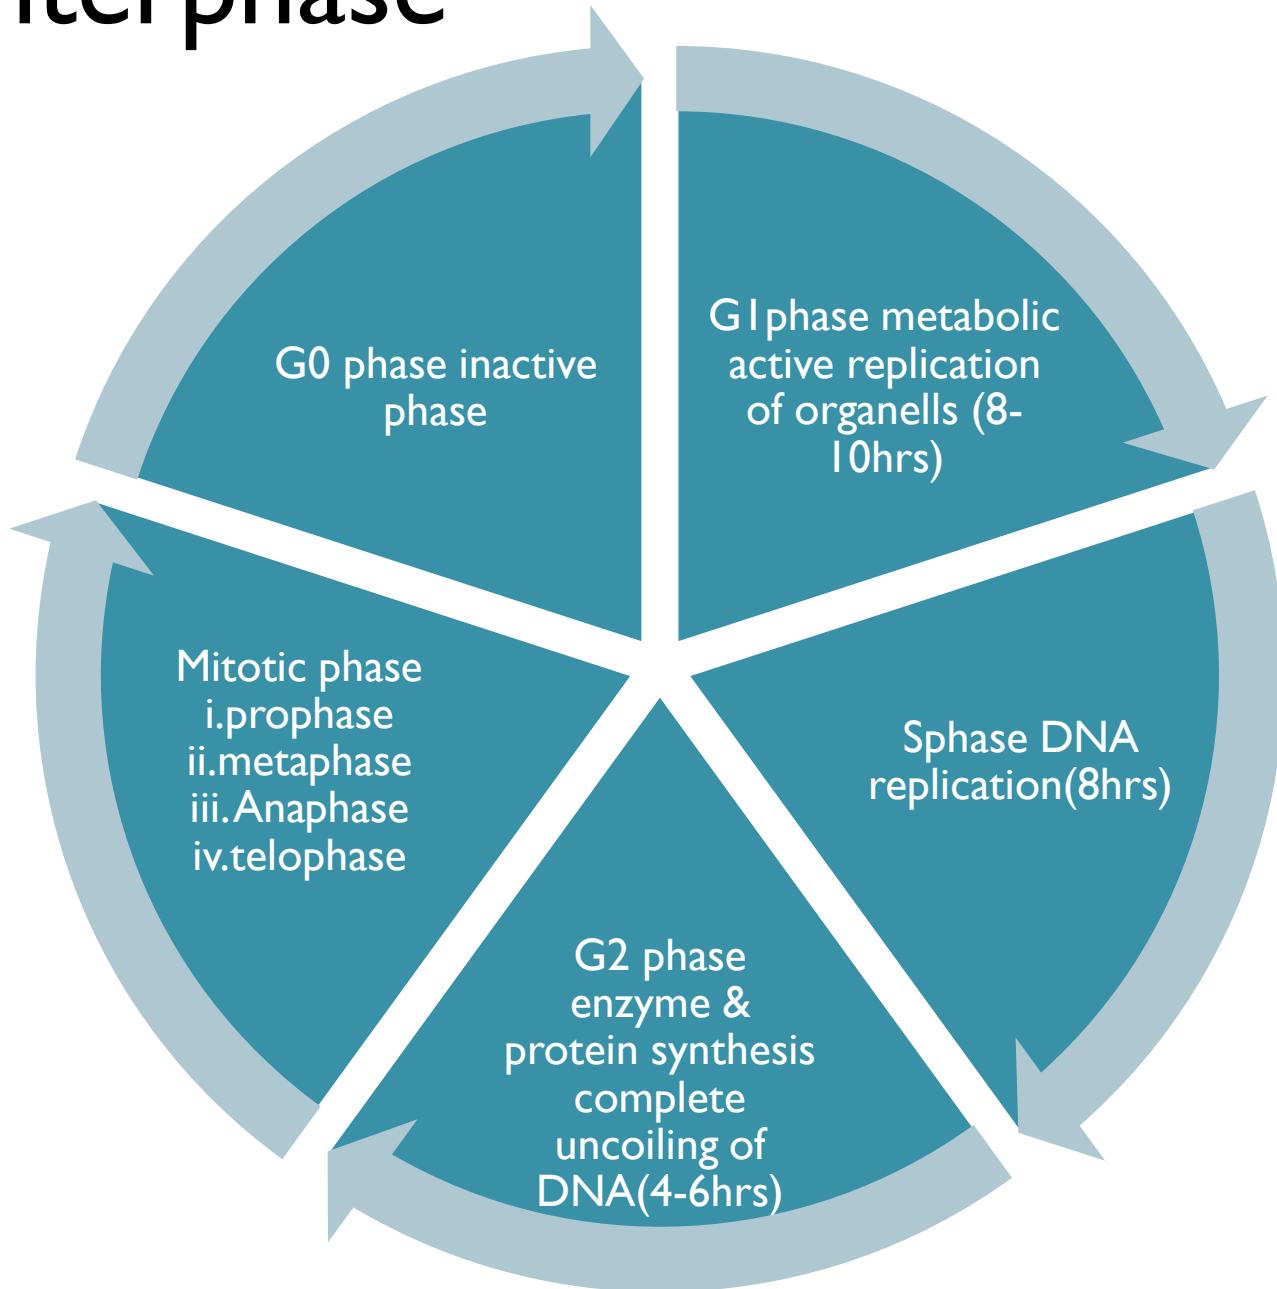 iterphase
G1phase metabolic
active replication
of organells (8-
10hrs)
Sphase DNA
replication(8hrs)
G2 phase
enzyme &
protein synthesis
complete
uncoiling of
DNA(4-6hrs)
Mitotic phase
i.prophase
ii.metaphase
iii.Anaphase
iv.telophase
G0 phase inactive
phase